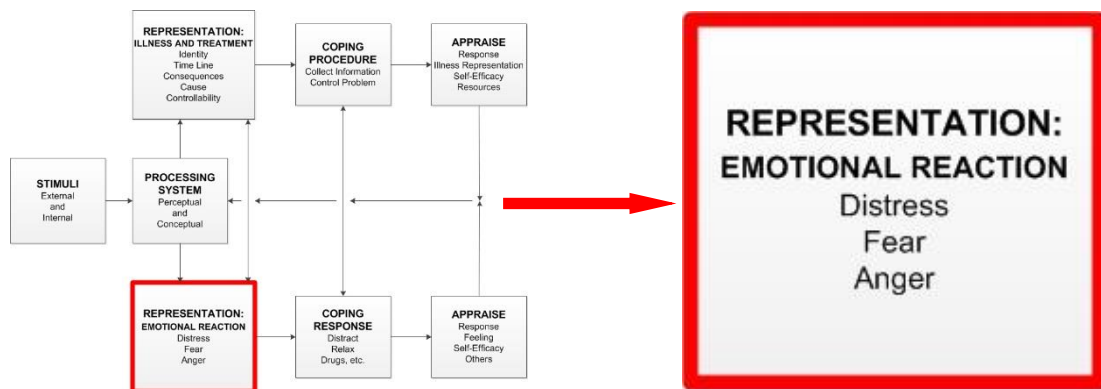 REPRESENTATION:
ILLNESS AND TREATMENT
Identity
Time Line
Consequences
Cause
Controllability
COPING
PROCEDURE
Collect Information
Control Problem
APPRAISE
Response
Illness Representation
Self-Efficacy
Resources
STIMULI
External
and
Internal
PROCESSING
SYSTEM
Perceptual
and
Conceptual
REPRESENTATION:
EMOTIONAL REACTION
Distress
Fear
Anger
COPING
RESPONSE
Distract
Relax
Drugs, etc.
APPRAISE
Response
Feeling
Self-Efficacy
Others
REPRESENTATION:
EMOTIONAL REACTION
Distress
Fear
Anger